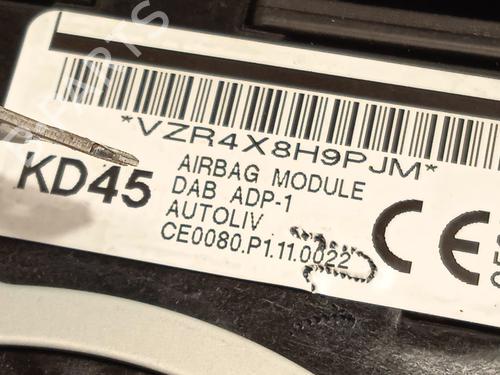 *VZR4X8H9PJM*
KD45
AIRBAG MODULE
DAB ADP-1
AUTOLIV
CE0080.P1.11.0022
CE